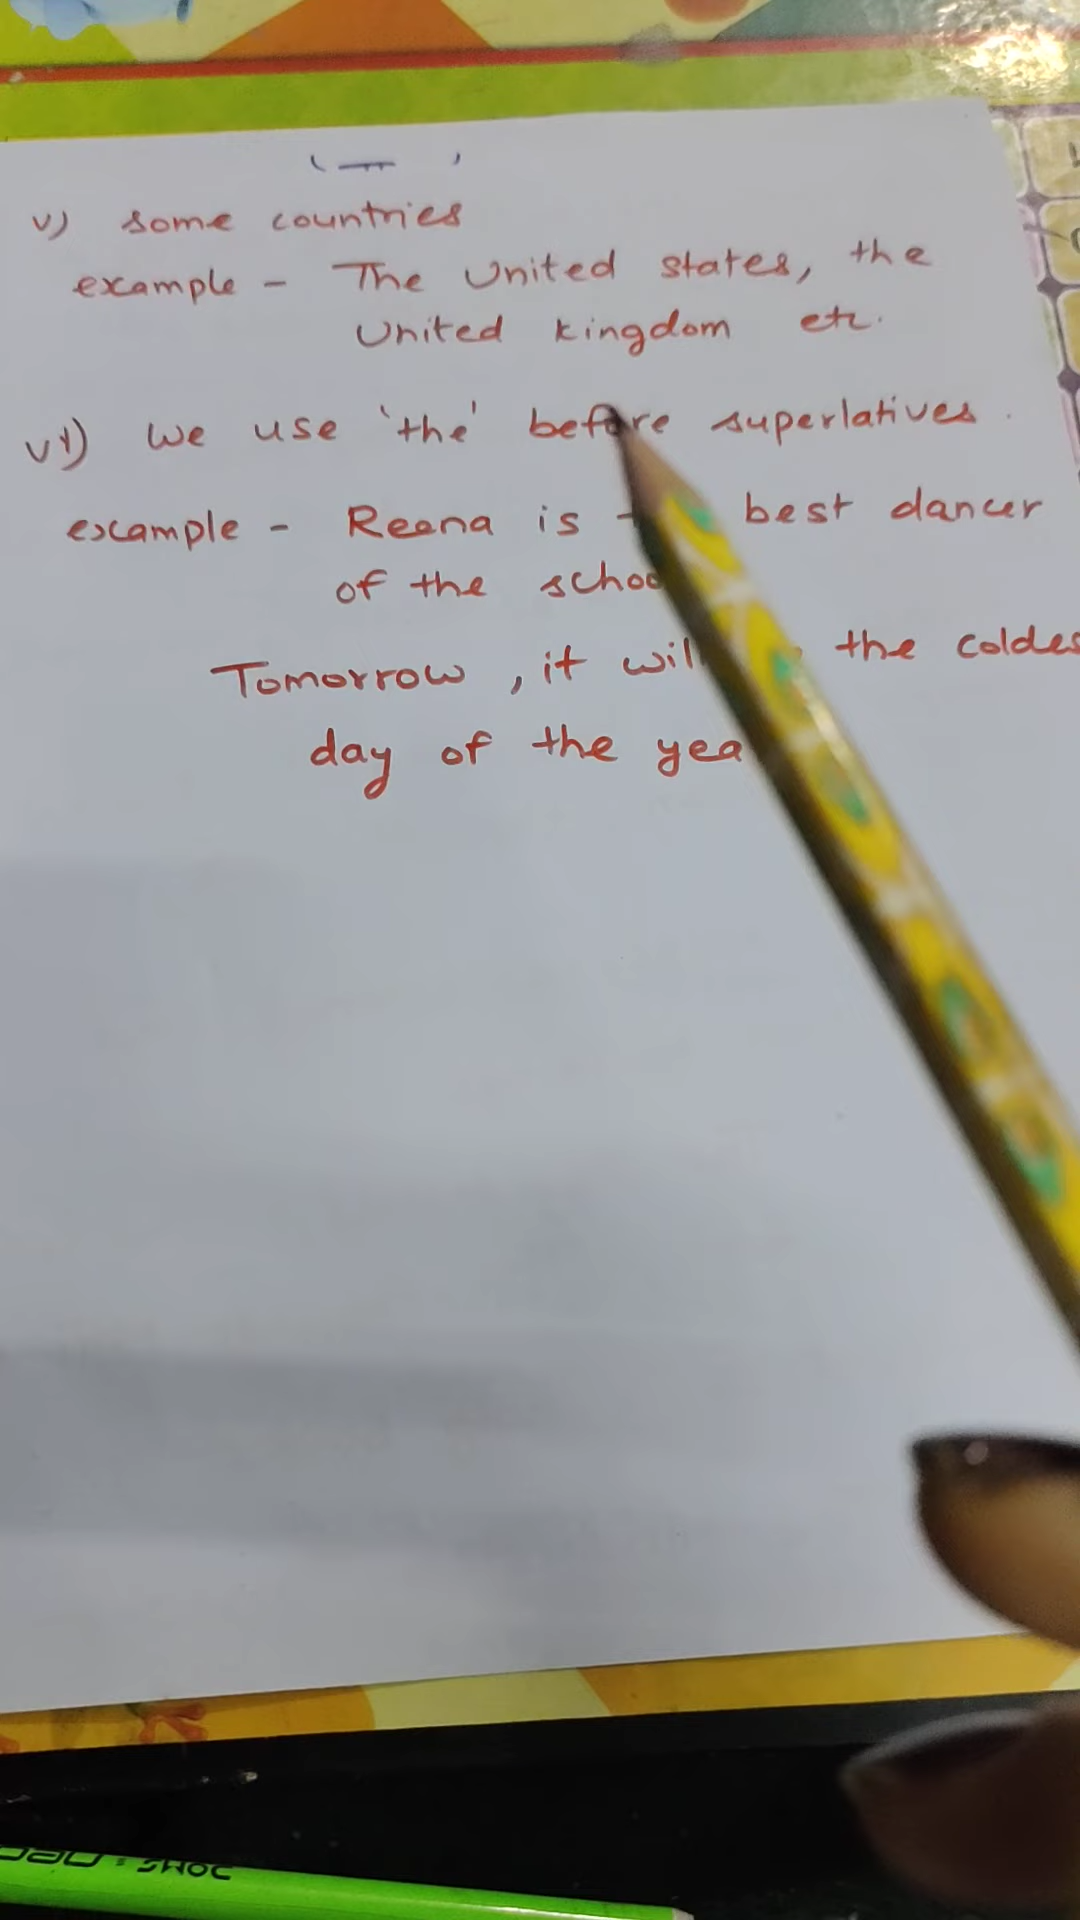 v) some countries
example - The United states, the
United kingdom etc.
vi) We use 'the' before superlatives.
example - Reena is best dancer
of the
Tomorrow, it the
day of the
DOMS